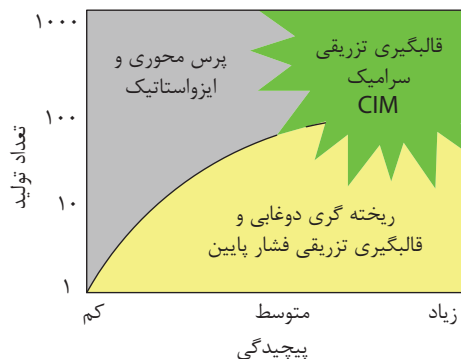 ۱۰۰۰
۱۰۰
۱۰
۱
تعداد تولید
پرس محوری و
ایزواستاتیک
قالبگیری تزریقی
سرامیک
CIM
ریخته گری دوغابی و
قالبگیری تزریقی فشار پایین
کم
متوسط
زیاد
پیچیدگی